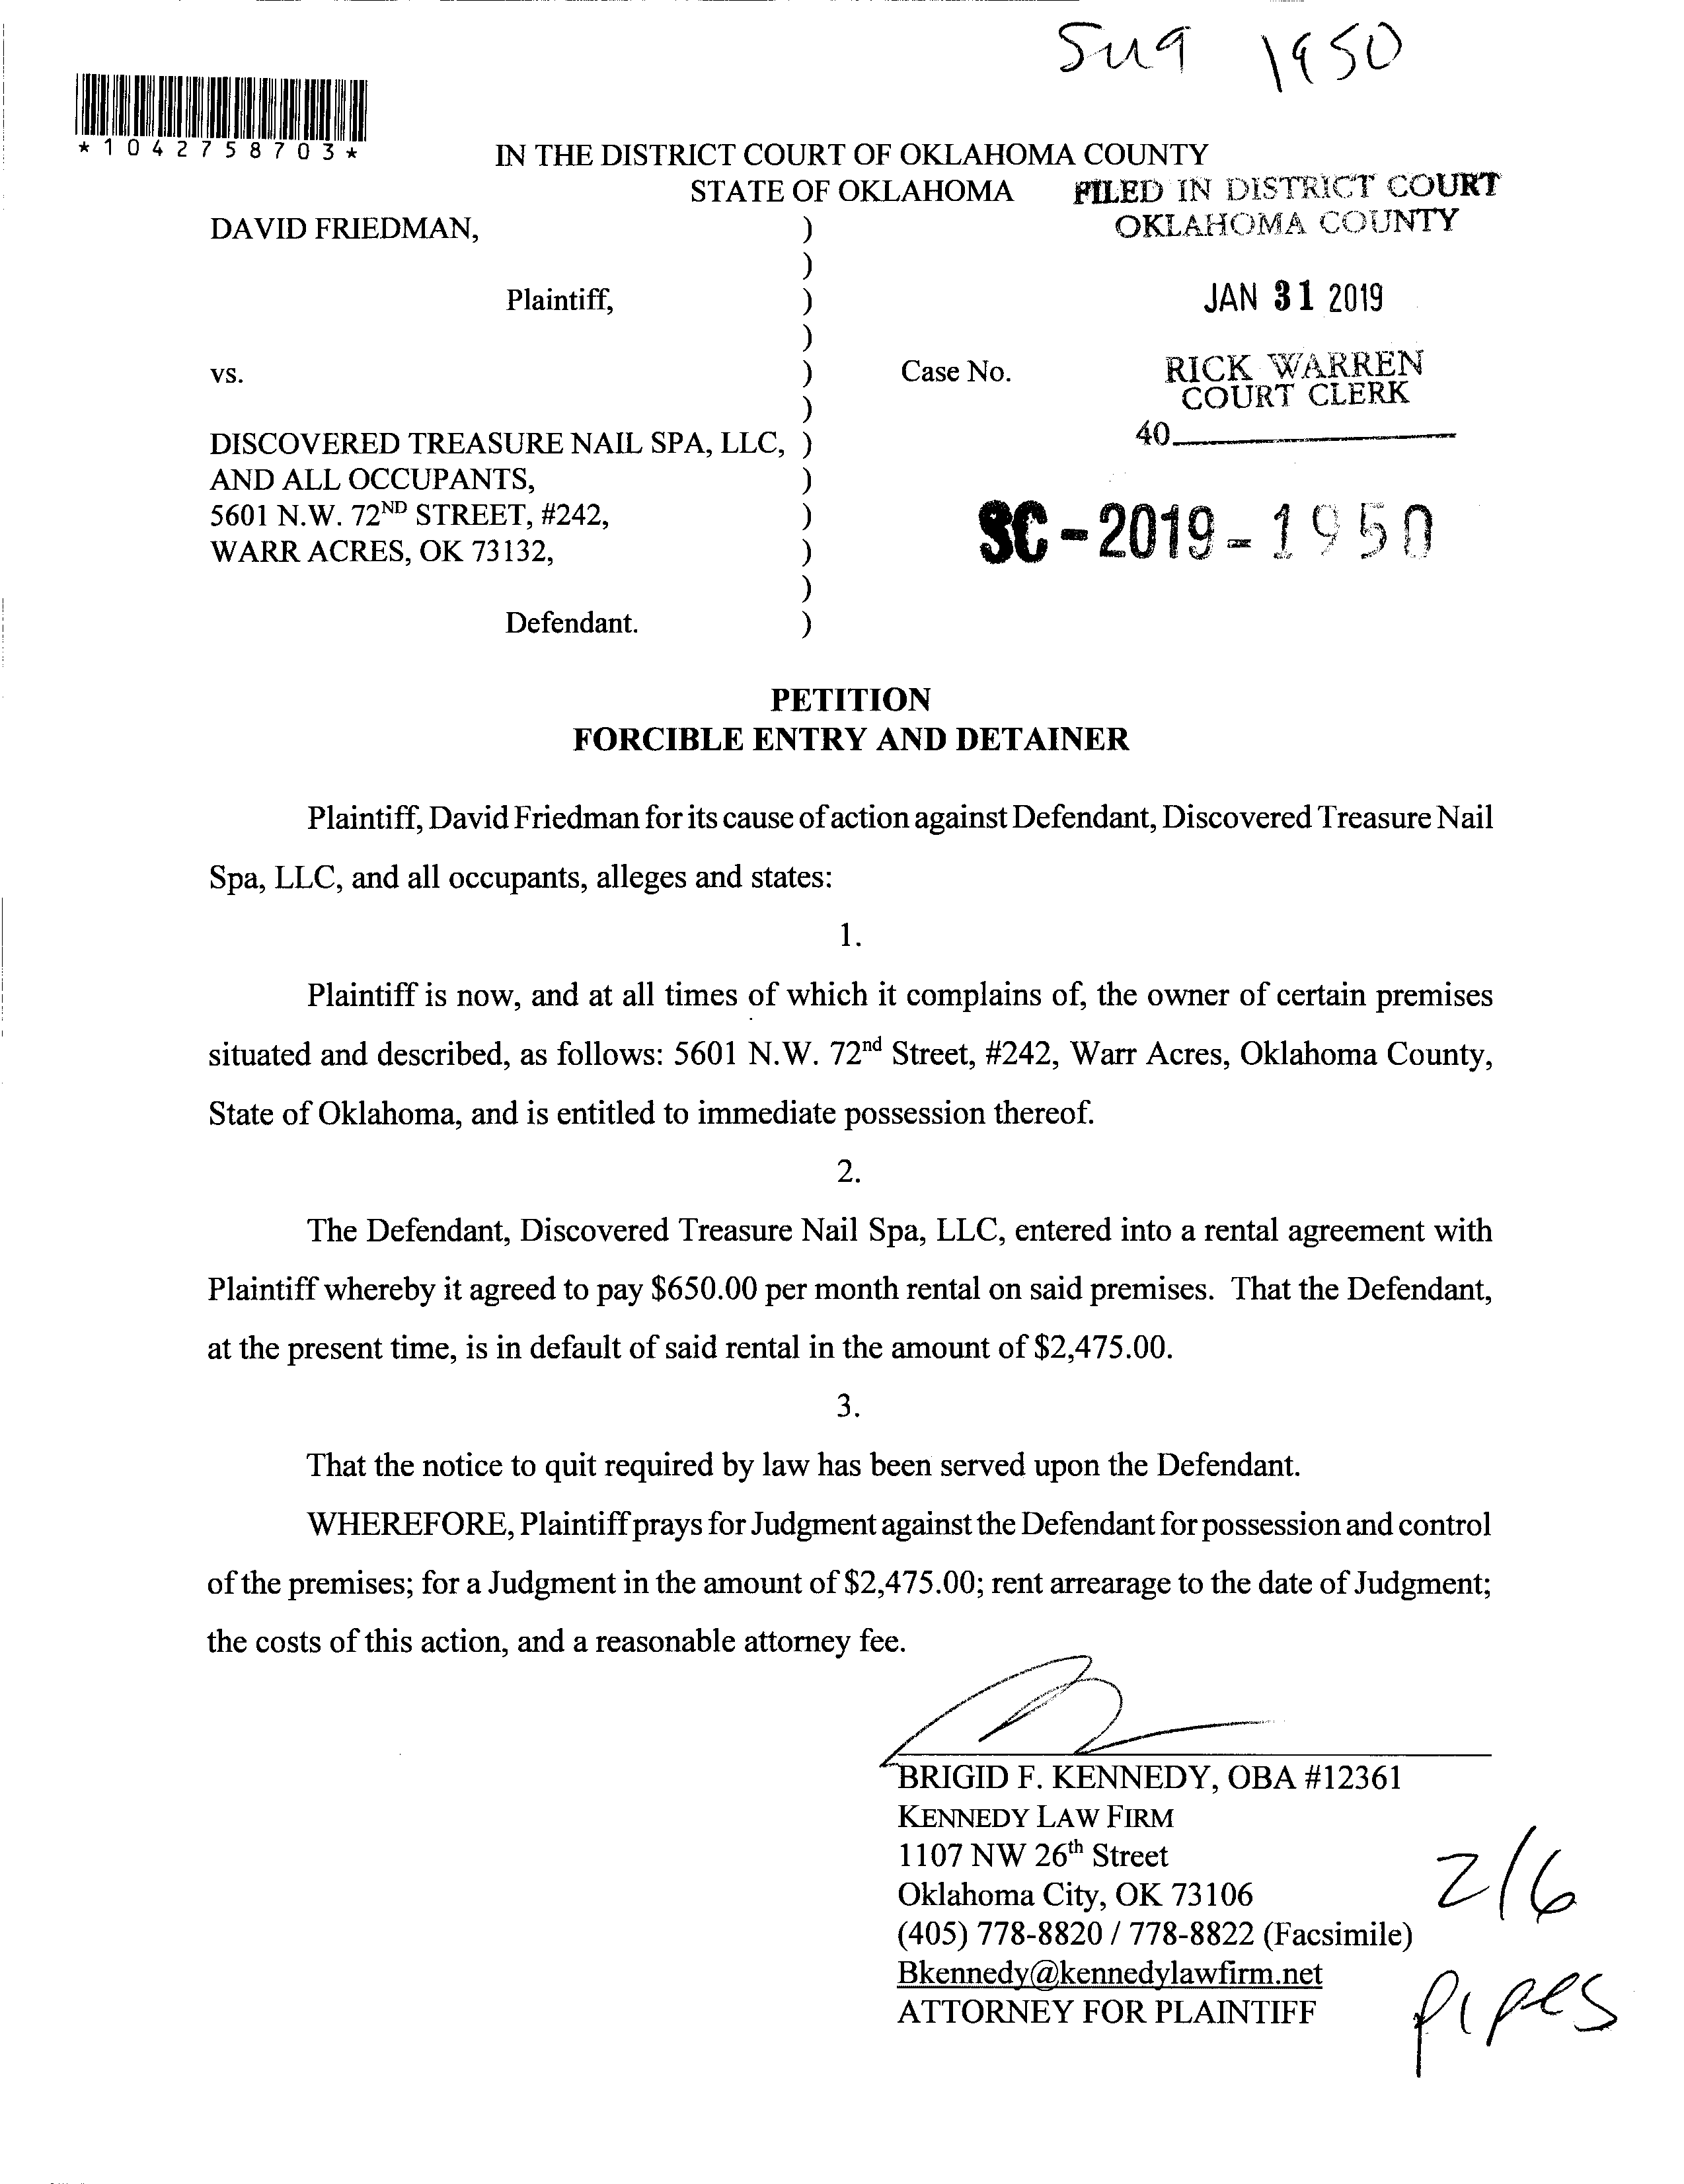 Su9 1950
*1042758703*
IN THE DISTRICT COURT OF OKLAHOMA COUNTY
STATE OF OKLAHOMA
FILED IN DISTRICT COURT
OKLAHOMA COUNTY
JAN 31 2019
RICK WARREN
COURT CLERK
40
DAVID FRIEDMAN, )
)
Plaintiff, )
)
vs. ) Case No.
)
DISCOVERED TREASURE NAIL SPA, LLC, )
AND ALL OCCUPANTS, )
5601 N.W. 72ND STREET, #242, )
WARR ACRES, OK 73132, )
)
Defendant. )
SC-2019-1950
PETITION
FORCIBLE ENTRY AND DETAINER
Plaintiff, David Friedman for its cause of action against Defendant, Discovered Treasure Nail
Spa, LLC, and all occupants, alleges and states:
1.
Plaintiff is now, and at all times of which it complains of, the owner of certain premises
situated and described, as follows: 5601 N.W. 72nd Street, #242, Warr Acres, Oklahoma County,
State of Oklahoma, and is entitled to immediate possession thereof.
2.
The Defendant, Discovered Treasure Nail Spa, LLC, entered into a rental agreement with
Plaintiff whereby it agreed to pay $650.00 per month rental on said premises. That the Defendant,
at the present time, is in default of said rental in the amount of $2,475.00.
3.
That the notice to quit required by law has been served upon the Defendant.
WHEREFORE, Plaintiff prays for Judgment against the Defendant for possession and control
of the premises; for a Judgment in the amount of $2,475.00; rent arrearage to the date of Judgment;
the costs of this action, and a reasonable attorney fee.
BRIGID F. KENNEDY, OBA #12361
KENNEDY LAW FIRM
1107 NW 26th Street
Oklahoma City, OK 73106
(405) 778-8820 / 778-8822 (Facsimile)
Bkennedy@kennedylawfirm.net
ATTORNEY FOR PLAINTIFF
2/6
pipes